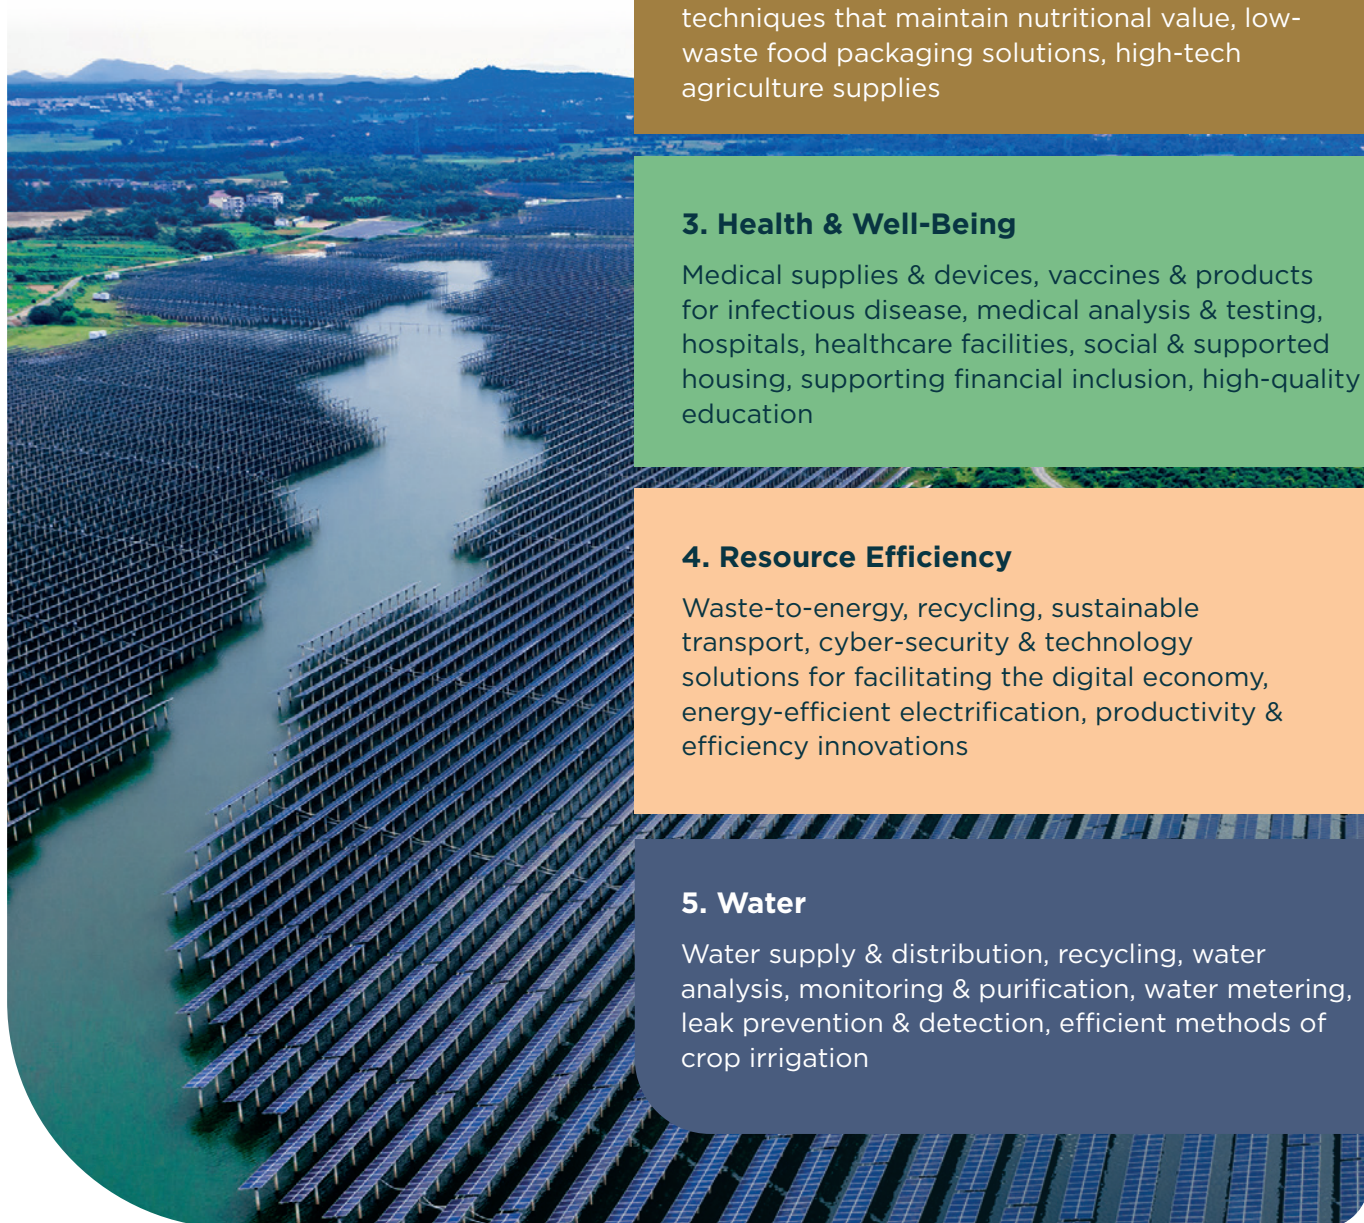 techniques that maintain nutritional value, low-
waste food packaging solutions, high-tech
agriculture supplies
3. Health & Well-Being
Medical supplies & devices, vaccines & products
for infectious disease, medical analysis & testing,
hospitals, healthcare facilities, social & supported
housing, supporting financial inclusion, high-quality
education
4. Resource Efficiency
Waste-to-energy, recycling, sustainable
transport, cyber-security & technology
solutions for facilitating the digital economy,
energy-efficient electrification, productivity &
efficiency innovations
5. Water
Water supply & distribution, recycling, water
analysis, monitoring & purification, water metering,
leak prevention & detection, efficient methods of
crop irrigation